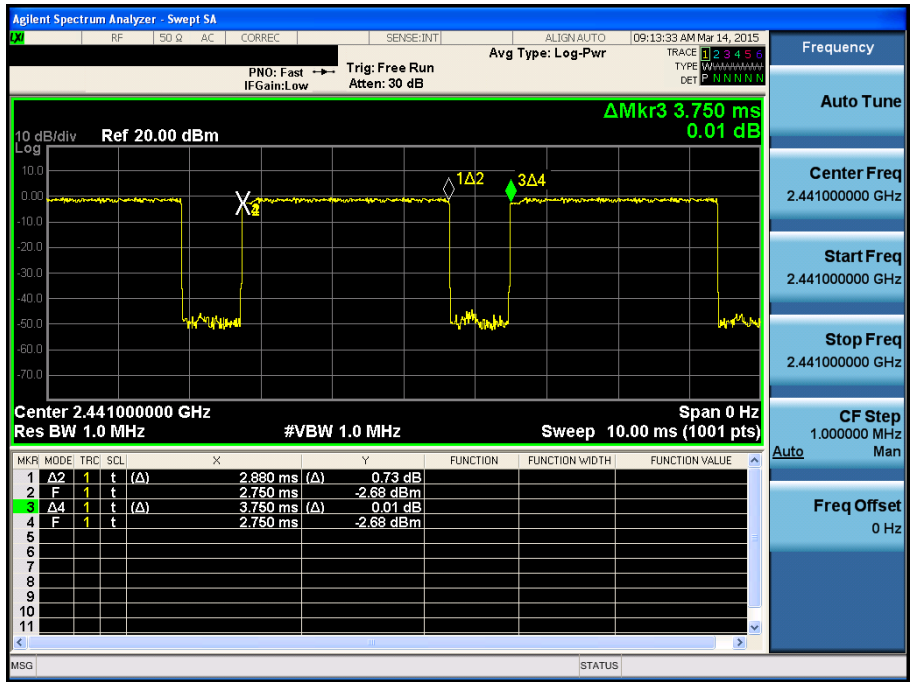 Agilent Spectrum Analyzer - Swept SA
LXI RF 50 Ω AC CORREC SENSE:INT ALIGNAUTO 09:13:33 AM Mar 14, 2015
Avg Type: Log-Pwr
TRACE 1 2 3 4 5 6
TYPE
DET P N N N N N
PNO: Fast
IFGain:Low
Trig: Free Run
Atten: 30 dB
ΔMkr3 3.750 ms
0.01 dB
10 dB/div Ref 20.00 dBm
Log
10.0
0.00
-10.0
-20.0
-30.0
-40.0
-50.0
-60.0
-70.0
1Δ2
3Δ4
Center 2.441000000 GHz Span 0 Hz
Res BW 1.0 MHz #VBW 1.0 MHz Sweep 10.00 ms (1001 pts)
MKR MODE TRC SCL X Y FUNCTION FUNCTION WIDTH FUNCTION VALUE
1 Δ2 1 t (Δ) 2.880 ms (Δ) 0.73 dB
2 F 1 t 2.750 ms -2.68 dBm
3 Δ4 1 t (Δ) 3.750 ms (Δ) 0.01 dB
4 F 1 t 2.750 ms -2.68 dBm
5
6
7
8
9
10
11
MSG STATUS
Frequency
Auto Tune
Center Freq
2.441000000 GHz
Start Freq
2.441000000 GHz
Stop Freq
2.441000000 GHz
CF Step
1.000000 MHz
Auto Man
Freq Offset
0 Hz